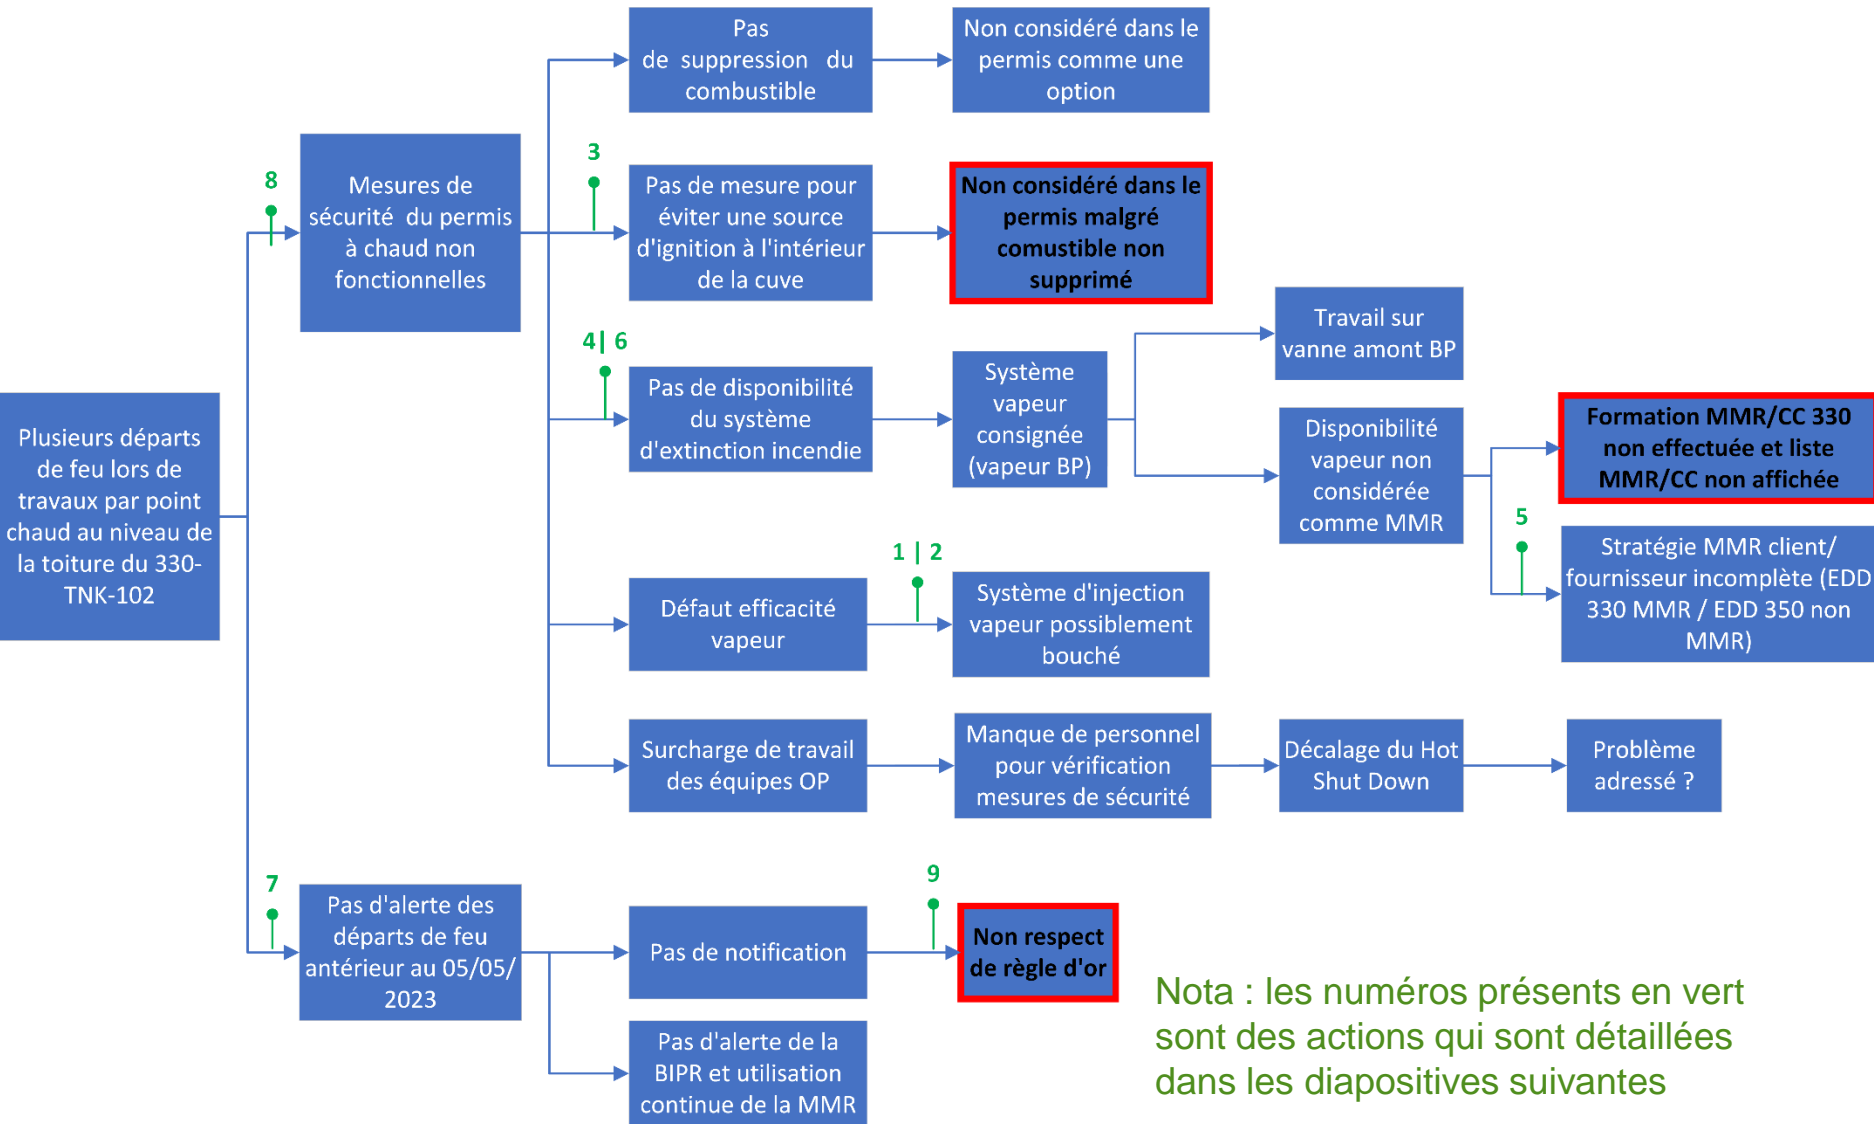 Plusieurs départs
de feu lors de
travaux par point
chaud au niveau de
la toiture du 330-
TNK-102
8
Mesures de
sécurité du permis
à chaud non
fonctionnelles
7
Pas d'alerte des
départs de feu
antérieur au 05/05/
2023
Pas
de suppression du
combustible
Non considéré dans le
permis comme une
option
3
Pas de mesure pour
éviter une source
d'ignition à l'intérieur
de la cuve
Non considéré dans le
permis malgré
comustible non
supprimé
4| 6
Pas de disponibilité
du système
d'extinction incendie
Système
vapeur
consignée
(vapeur BP)
Travail sur
vanne amont BP
Disponibilité
vapeur non
considérée
comme MMR
Formation MMR/CC 330
non effectuée et liste
MMR/CC non affichée
5
Stratégie MMR client/
fournisseur incomplète (EDD
330 MMR / EDD 350 non
MMR)
Défaut efficacité
vapeur
1 | 2
Système d'injection
vapeur possiblement
bouché
Surcharge de travail
des équipes OP
Manque de personnel
pour vérification
mesures de sécurité
Décalage du Hot
Shut Down
Problème
adressé ?
Pas de notification
9
Non respect
de règle d'or
Pas d'alerte de la
BIPR et utilisation
continue de la MMR
Nota : les numéros présents en vert
sont des actions qui sont détaillées
dans les diapositives suivantes